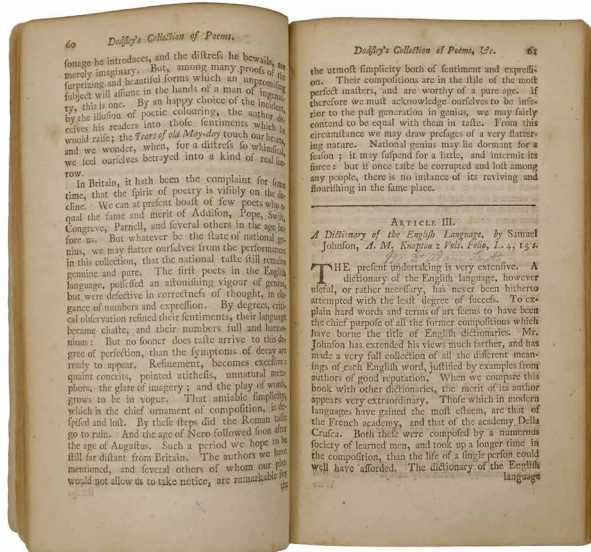 60 Dodſley's Collection of Poems.
ſonage he introduces, and the diſtreſs he bewails, are
merely imaginary. But, among many proofs of the
ſurprizing and beautiful forms which an unpromiſing
ſubject will aſſume in the hands of a man of ingenui-
ty, this is one. By an happy choice of the incident,
by the illuſion of poetic colouring, the author de-
ceives his readers into thoſe ſentiments which he
would raiſe; the Tears of old May-day touch our hearts,
and we wonder, when, for a diſtreſs ſo whimſical,
we feel ourſelves betrayed into a kind of real ſor-
row.
In Britain, it hath been the complaint for ſome
time, that the ſpirit of poetry is viſibly on the de-
cline. We can at preſent boaſt of few poets who e-
qual the fame and merit of Addiſon, Pope, Swift,
Congreve, Parnell, and ſeveral others in the age be-
fore us. But whatever be the ſtate of national ge-
nius, we may flatter ourſelves from the performances
in this collection, that the national taſte ſtill remains
genuine and pure. The firſt poets in the Engliſh
language, poſſeſſed an aſtoniſhing vigour of genius,
but were defective in correctneſs of thought, in ele-
gance of numbers and expreſſion. By degrees, criti-
cal obſervation refined their ſentiments, their language
became chaſte, and their numbers full and harmo-
nious: But no ſooner does taſte arrive to this de-
gree of perfection, than the ſymptoms of decay are
ready to appear. Refinement, becomes exceſſive:
quaint conceits, pointed atitheſis, unnatural meta-
phors, the glare of imagery; and the play of words,
grows to be in vogue. That amiable ſimplicity,
which is the chief ornament of compoſition, is de-
ſpiſed and loſt. By theſe ſteps did the Roman taſte
go to ruin. And the age of Nero followed ſoon after
the age of Auguſtus. Such a period we hope to be
ſtill far diſtant from Britain. The authors we have
mentioned, and ſeveral others of whom our plan
would not allow us to take notice, are remarkable for
the
Dodſley's Collection of Poems, &c. 61
the utmoſt ſimplicity both of ſentiment and expreſſi-
on. Their compoſitions are in the ſtile of the moſt
perfect maſters, and are worthy of a pure age. If
therefore we muſt acknowledge ourſelves to be infe-
rior to the paſt generation in genius, we may fairly
contend to be equal with them in taſte. From this
circumſtance we may draw preſages of a very flatter-
ing nature. National genius may lie dormant for a
ſeaſon; it may ſuſpend for a little, and intermit its
force: but if once taſte be corrupted and loſt among
any people, there is no inſtance of its reviving and
flouriſhing in the ſame place.
ARTICLE III.
A Dictionary of the Engliſh Language, by Samuel
Johnson, A. M. Knapton 2 Vols. Folio, L. 4, 15 s.
Adam Smith
THE preſent undertaking is very extenſive. A
dictionary of the Engliſh language, however
uſeful, or rather neceſſary, has never been hitherto
attempted with the leaſt degree of ſucceſs. To ex-
plain hard words and terms of art ſeems to have been
the chief purpoſe of all the former compoſitions which
have borne the title of Engliſh dictionaries. Mr.
Johnſon has extended his views much farther, and has
made a very full collection of all the different mean-
ings of each Engliſh word, juſtified by examples from
authors of good reputation. When we compare this
book with other dictionaries, the merit of its author
appears very extraordinary. Thoſe which in modern
languages have gained the moſt eſteem, are that of
the French academy, and that of the academy Della
Cruſca. Both theſe were compoſed by a numerous
ſociety of learned men, and took up a longer time in
the compoſition, than the life of a ſingle perſon could
well have afforded. The dictionary of the Engliſh
language